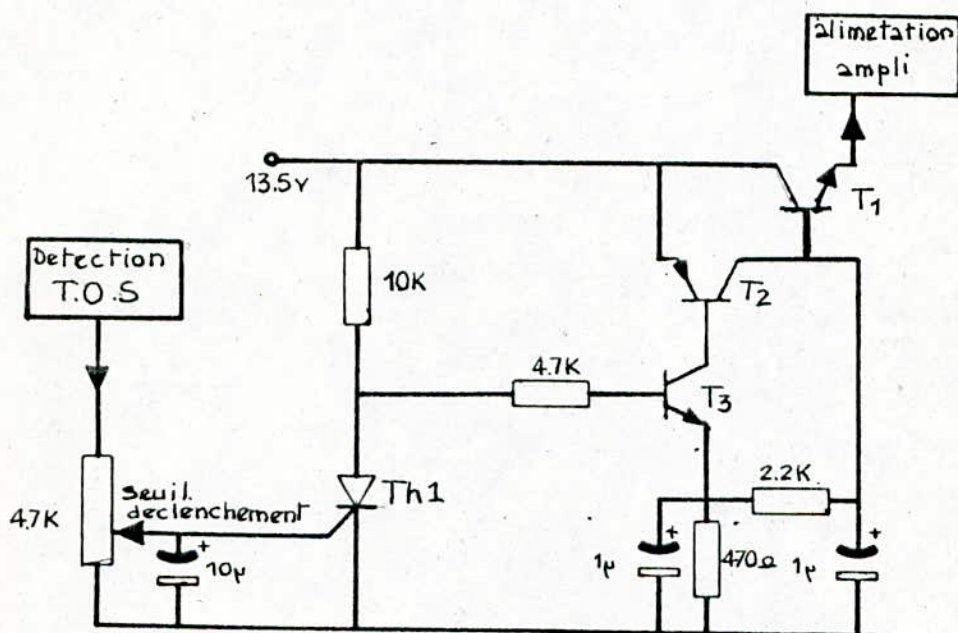 alimetation
ampli
13.5v
T1
Detection
T.O.S
10K
T2
4.7K
T3
Th1
2.2K
Seuil.
declenchement
4.7K
10µ
+
1µ
+
470Ω
1µ
+